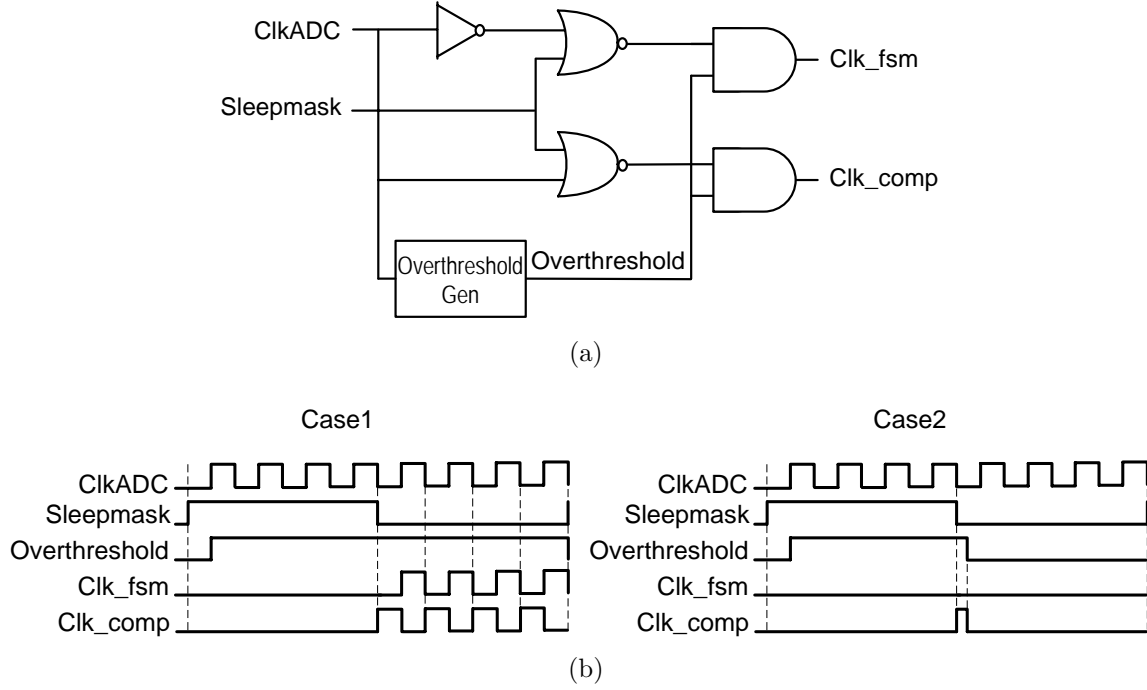 ClkADC
Sleepmask
Clk_fsm
Clk_comp
Overthreshold
Gen
Overthreshold
(a)
Case1
ClkADC
Sleepmask
Overthreshold
Clk_fsm
Clk_comp
Case2
ClkADC
Sleepmask
Overthreshold
Clk_fsm
Clk_comp
(b)